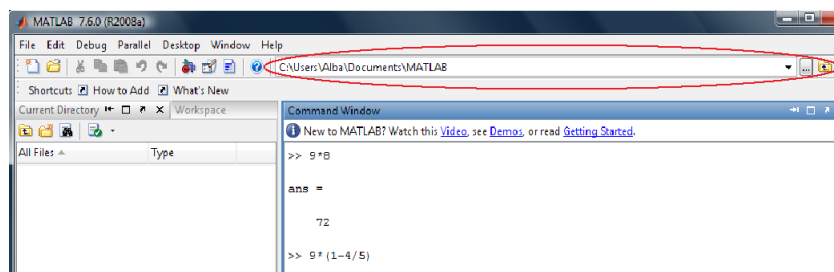 MATLAB 7.6.0 (R2008a)
File Edit Debug Parallel Desktop Window Help
C:\Users\Alba\Documents\MATLAB
Shortcuts How to Add What's New
Current Directory Workspace
Command Window
New to MATLAB? Watch this Video, see Demos, or read Getting Started.
All Files Type
>> 9*8
ans =
72
>> 9*(1-4/5)